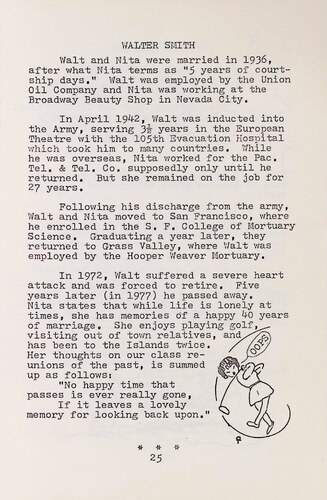 WALTER SMITH
Walt and Nita were married in 1936,
after what Nita terms as "5 years of court-
ship days." Walt was employed by the Union
Oil Company and Nita was working at the
Broadway Beauty Shop in Nevada City.
In April 1942, Walt was inducted into
the Army, serving 3½ years in the European
Theatre with the 105th Evacuation Hospital
which took him to many countries. While
he was overseas, Nita worked for the Pac.
Tel. & Tel. Co. supposedly only until he
returned. But she remained on the job for
27 years.
Following his discharge from the army,
Walt and Nita moved to San Francisco, where
he enrolled in the S. F. College of Mortuary
Science. Graduating a year later, they
returned to Grass Valley, where Walt was
employed by the Hooper Weaver Mortuary.
In 1972, Walt suffered a severe heart
attack and was forced to retire. Five
years later (in 1977) he passed away.
Nita states that while life is lonely at
times, she has memories of a happy 40 years
of marriage. She enjoys playing golf,
visiting out of town relatives, and
has been to the Islands twice.
Her thoughts on our class re-
unions of the past, is summed
up as follows:
"No happy time that
passes is ever really gone,
If it leaves a lovely
memory for looking back upon."
OOPS
* * *
25